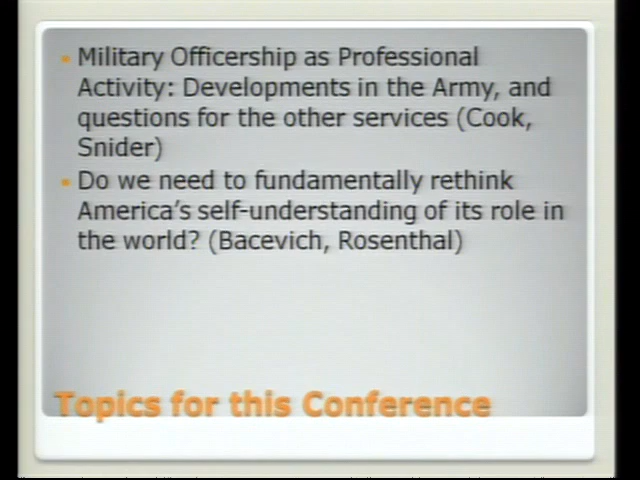 Military Officership as Professional
Activity: Developments in the Army, and
questions for the other services (Cook,
Snider)
Do we need to fundamentally rethink
America's self-understanding of its role in
the world? (Bacevich, Rosenthal)
Topics for this Conference